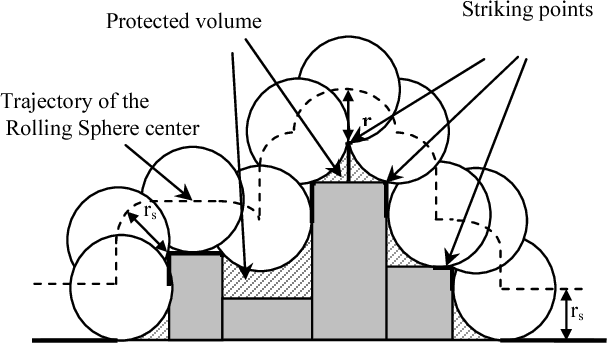 Striking points
Protected volume
Trajectory of the
Rolling Sphere center
r
rs
rs